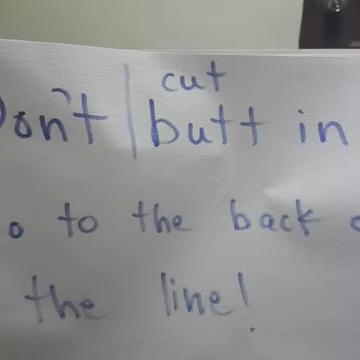 cut
Don't | butt in
o to the back o
the line!